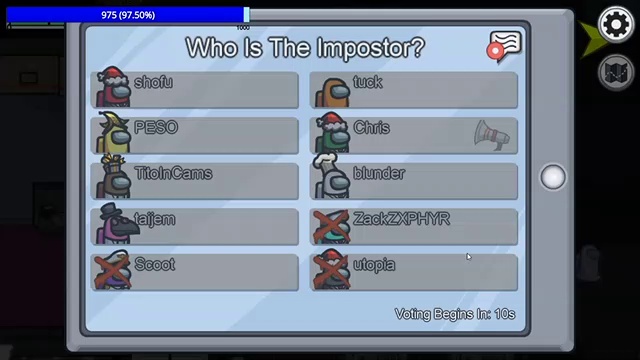 975 (97.50%)
1000
Who Is The Impostor?
shofu
tuck
PESO
Chris
TitoInCams
blunder
taijem
ZackZXPHYR
Scoot
utopia
Voting Begins In: 10s